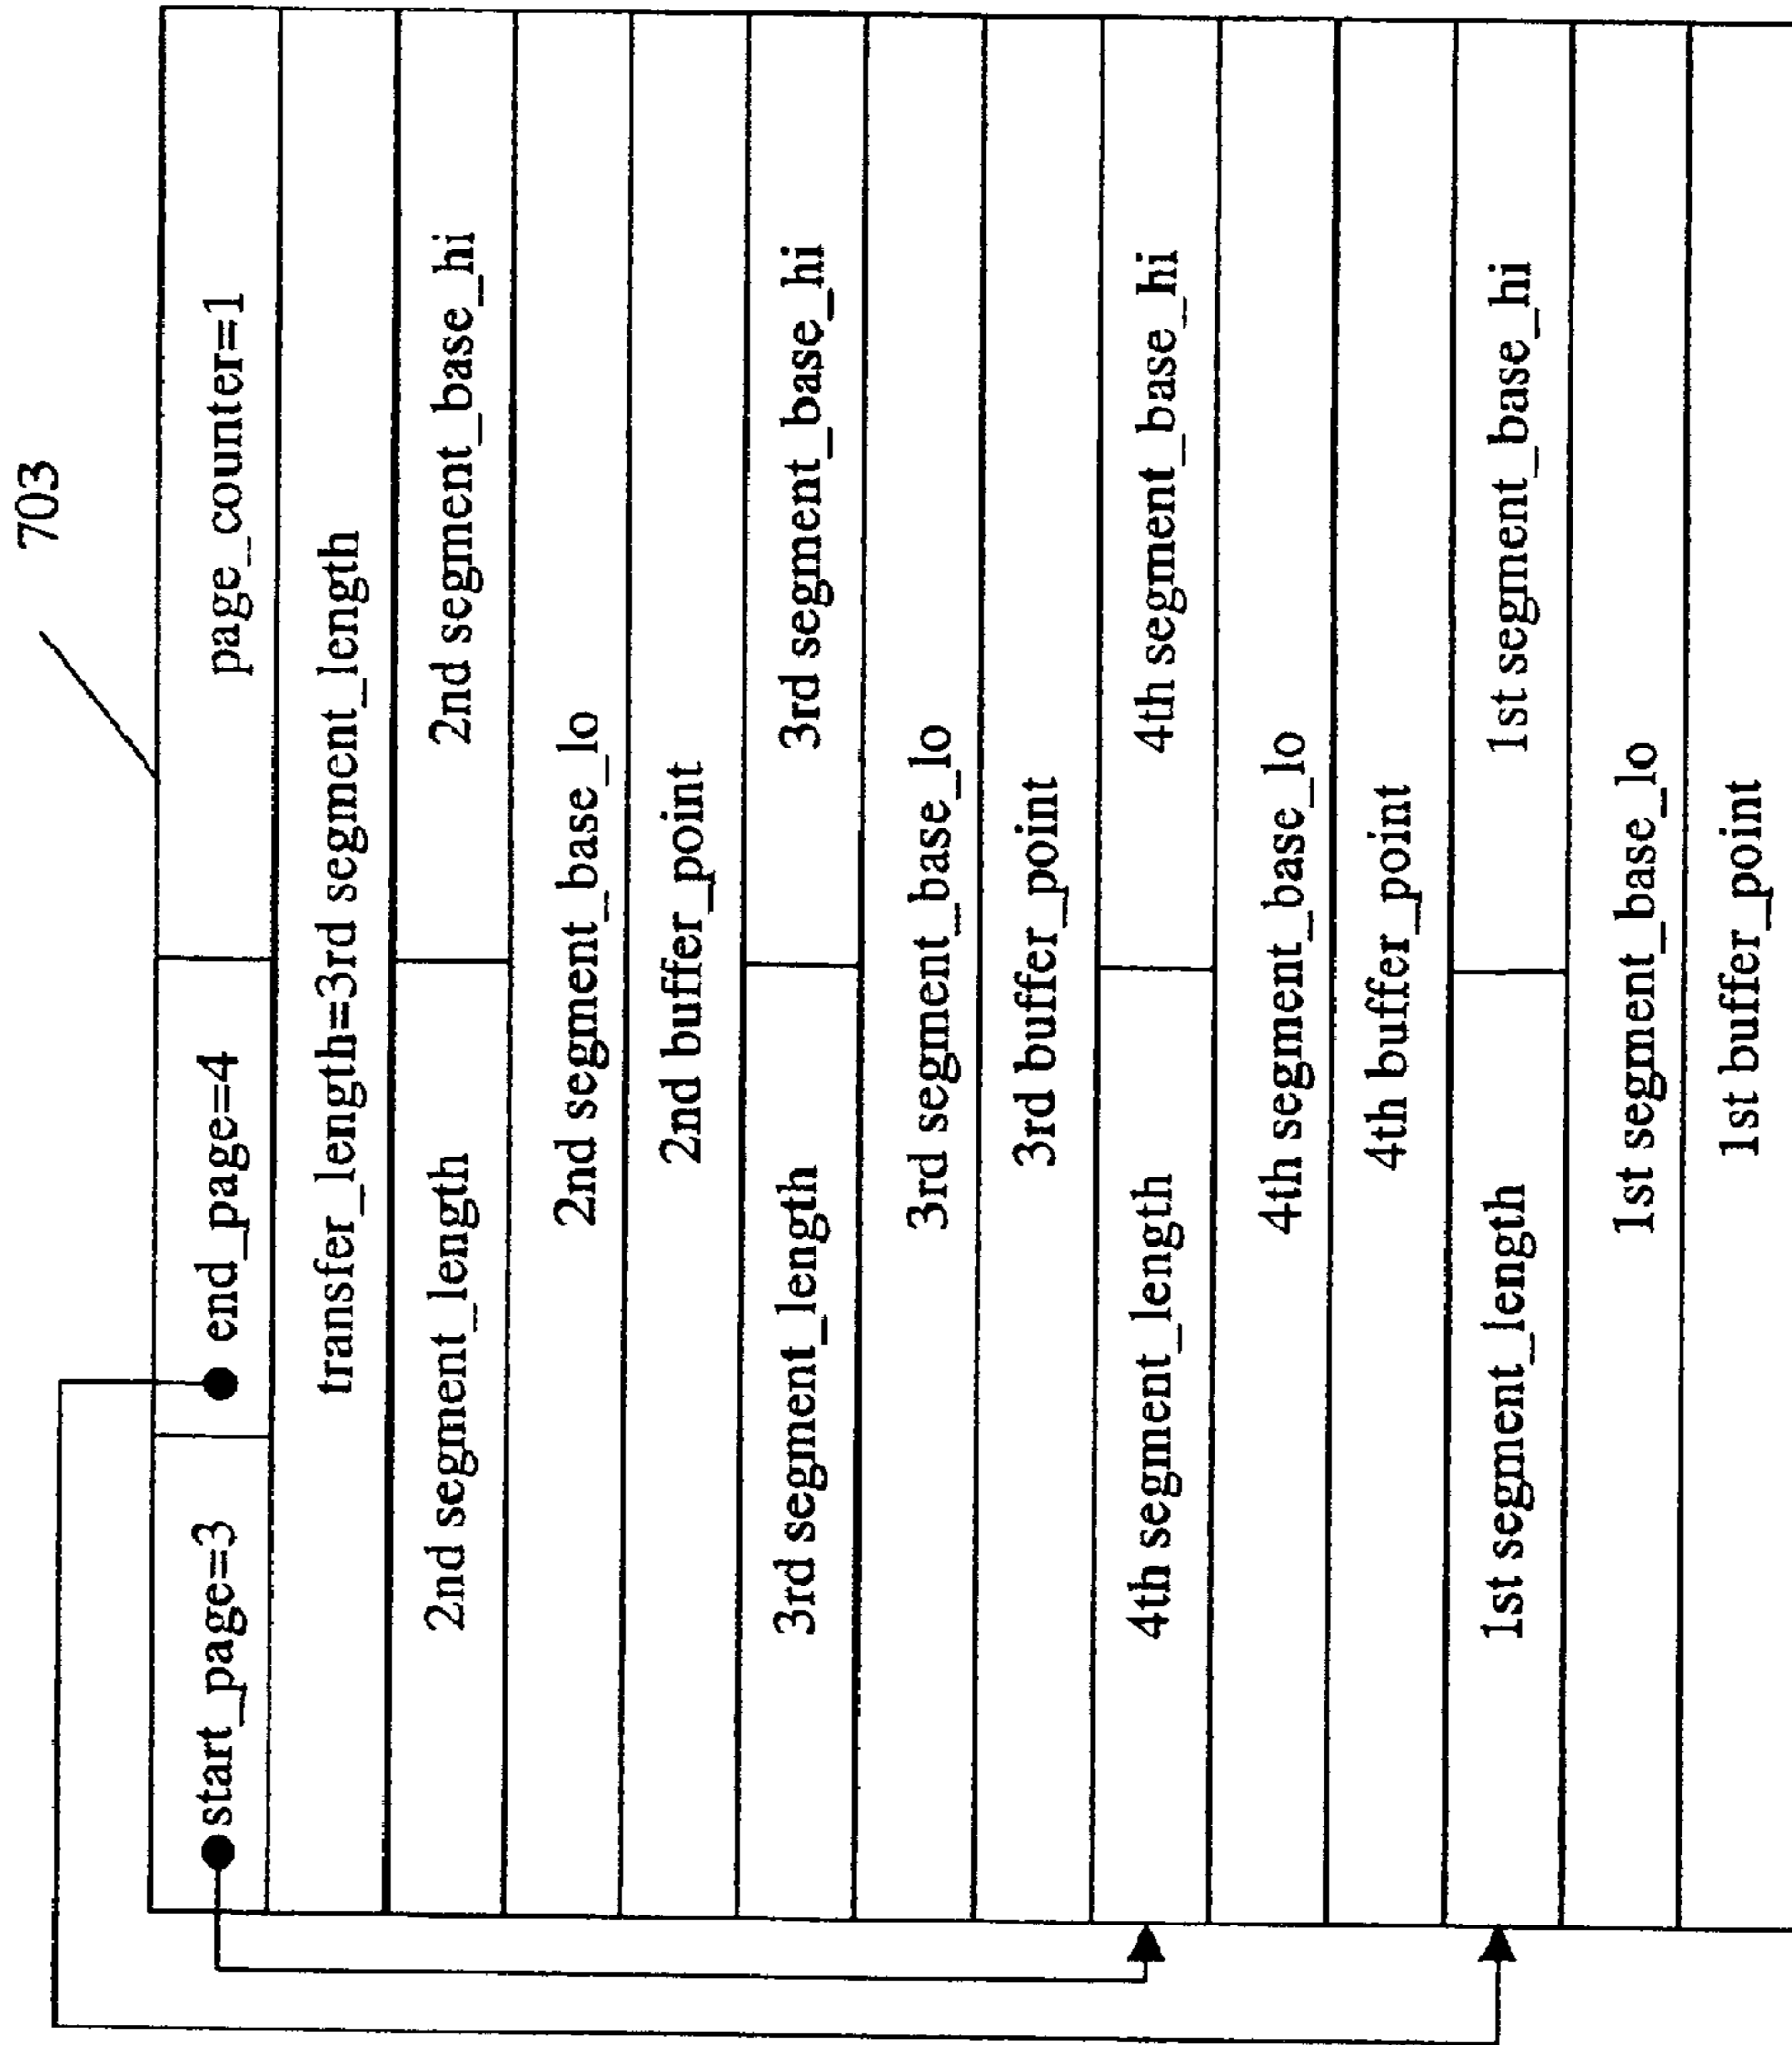 703
start_page=3 end_page=4 page_counter=1
transfer_length=3rd segment_length
2nd segment_length 2nd segment_base_hi
2nd segment_base_lo
2nd buffer_point
3rd segment_length 3rd segment_base_hi
3rd segment_base_lo
3rd buffer_point
4th segment_length 4th segment_base_hi
4th segment_base_lo
4th buffer_point
1st segment_length 1st segment_base_hi
1st segment_base_lo
1st buffer_point